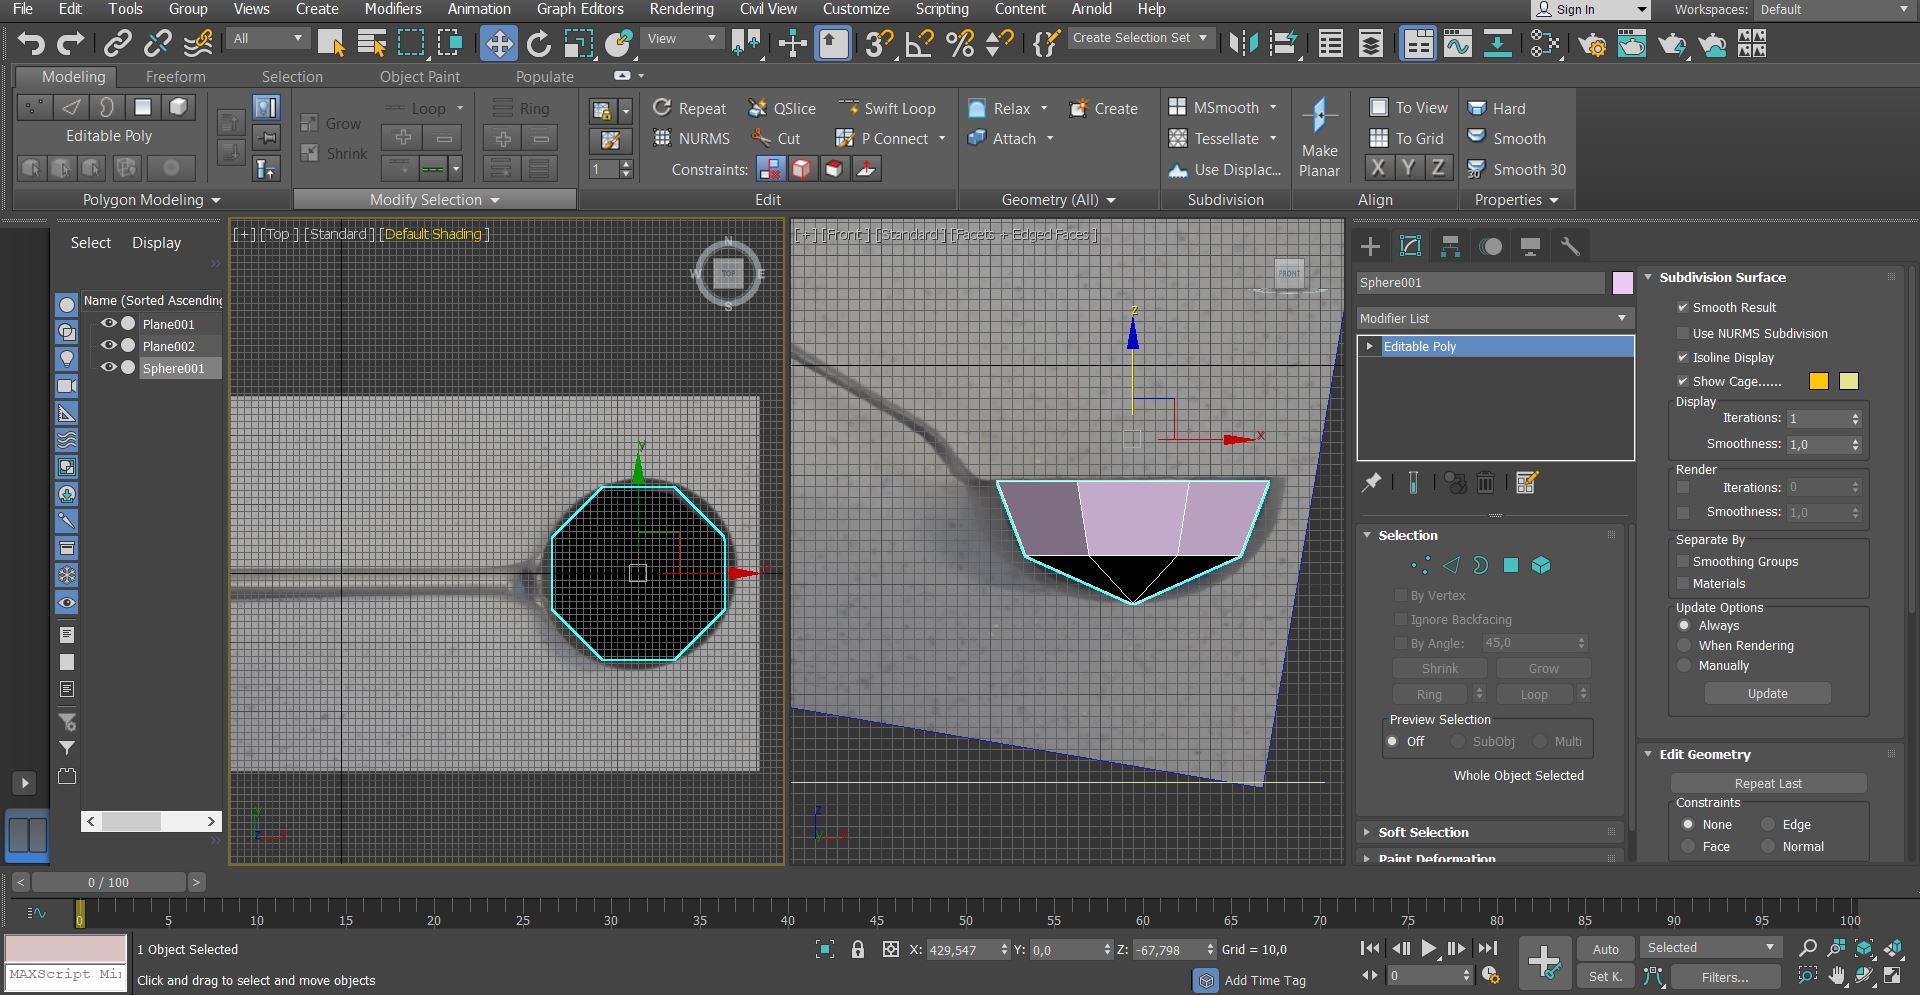 File Edit Tools Group Views Create Modifiers Animation Graph Editors Rendering Civil View Customize Scripting Content Arnold Help Sign In Workspaces: Default
All View Create Selection Set
Modeling Freeform Selection Object Paint Populate
Loop Ring Repeat QSlice Swift Loop Relax Create MSmooth To View Hard
Editable Poly Grow NURMS Cut P Connect Attach Tessellate To Grid Smooth
Shrink 1 Constraints: Use Displac... Make Planar X Y Z Smooth 30
Polygon Modeling Modify Selection Edit Geometry (All) Subdivision Align Properties
Select Display
Name (Sorted Ascending
Plane001
Plane002
Sphere001
[+] [Top ] [Standard ] [Default Shading ]
N
W TOP E
S
y
x
[+] [Front ] [Standard ] [Facets + Edged Faces ]
FRONT
z
x
Sphere001
Modifier List
Editable Poly
Selection
By Vertex
Ignore Backfacing
By Angle: 45,0
Shrink Grow
Ring Loop
Preview Selection
Off SubObj Multi
Whole Object Selected
Soft Selection
Paint Deformation
Subdivision Surface
Smooth Result
Use NURMS Subdivision
Isoline Display
Show Cage......
Display
Iterations: 1
Smoothness: 1,0
Render
Iterations: 0
Smoothness: 1,0
Separate By
Smoothing Groups
Materials
Update Options
Always
When Rendering
Manually
Update
Edit Geometry
Repeat Last
Constraints
None Edge
Face Normal
< 0 / 100 >
0 5 10 15 20 25 30 35 40 45 50 55 60 65 70 75 80 85 90 95 100
1 Object Selected X: 429,547 Y: 0,0 Z: -67,798 Grid = 10,0 Auto Selected
MAXScript Mi Click and drag to select and move objects Add Time Tag 0 Set K. Filters...